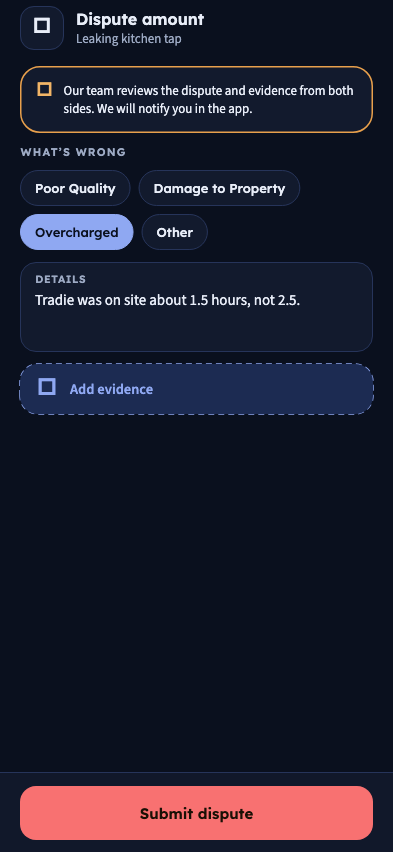 Dispute amount
Leaking kitchen tap
Our team reviews the dispute and evidence from both
sides. We will notify you in the app.
WHAT'S WRONG
Poor Quality
Damage to Property
Overcharged
Other
DETAILS
Tradie was on site about 1.5 hours, not 2.5.
Add evidence
Submit dispute